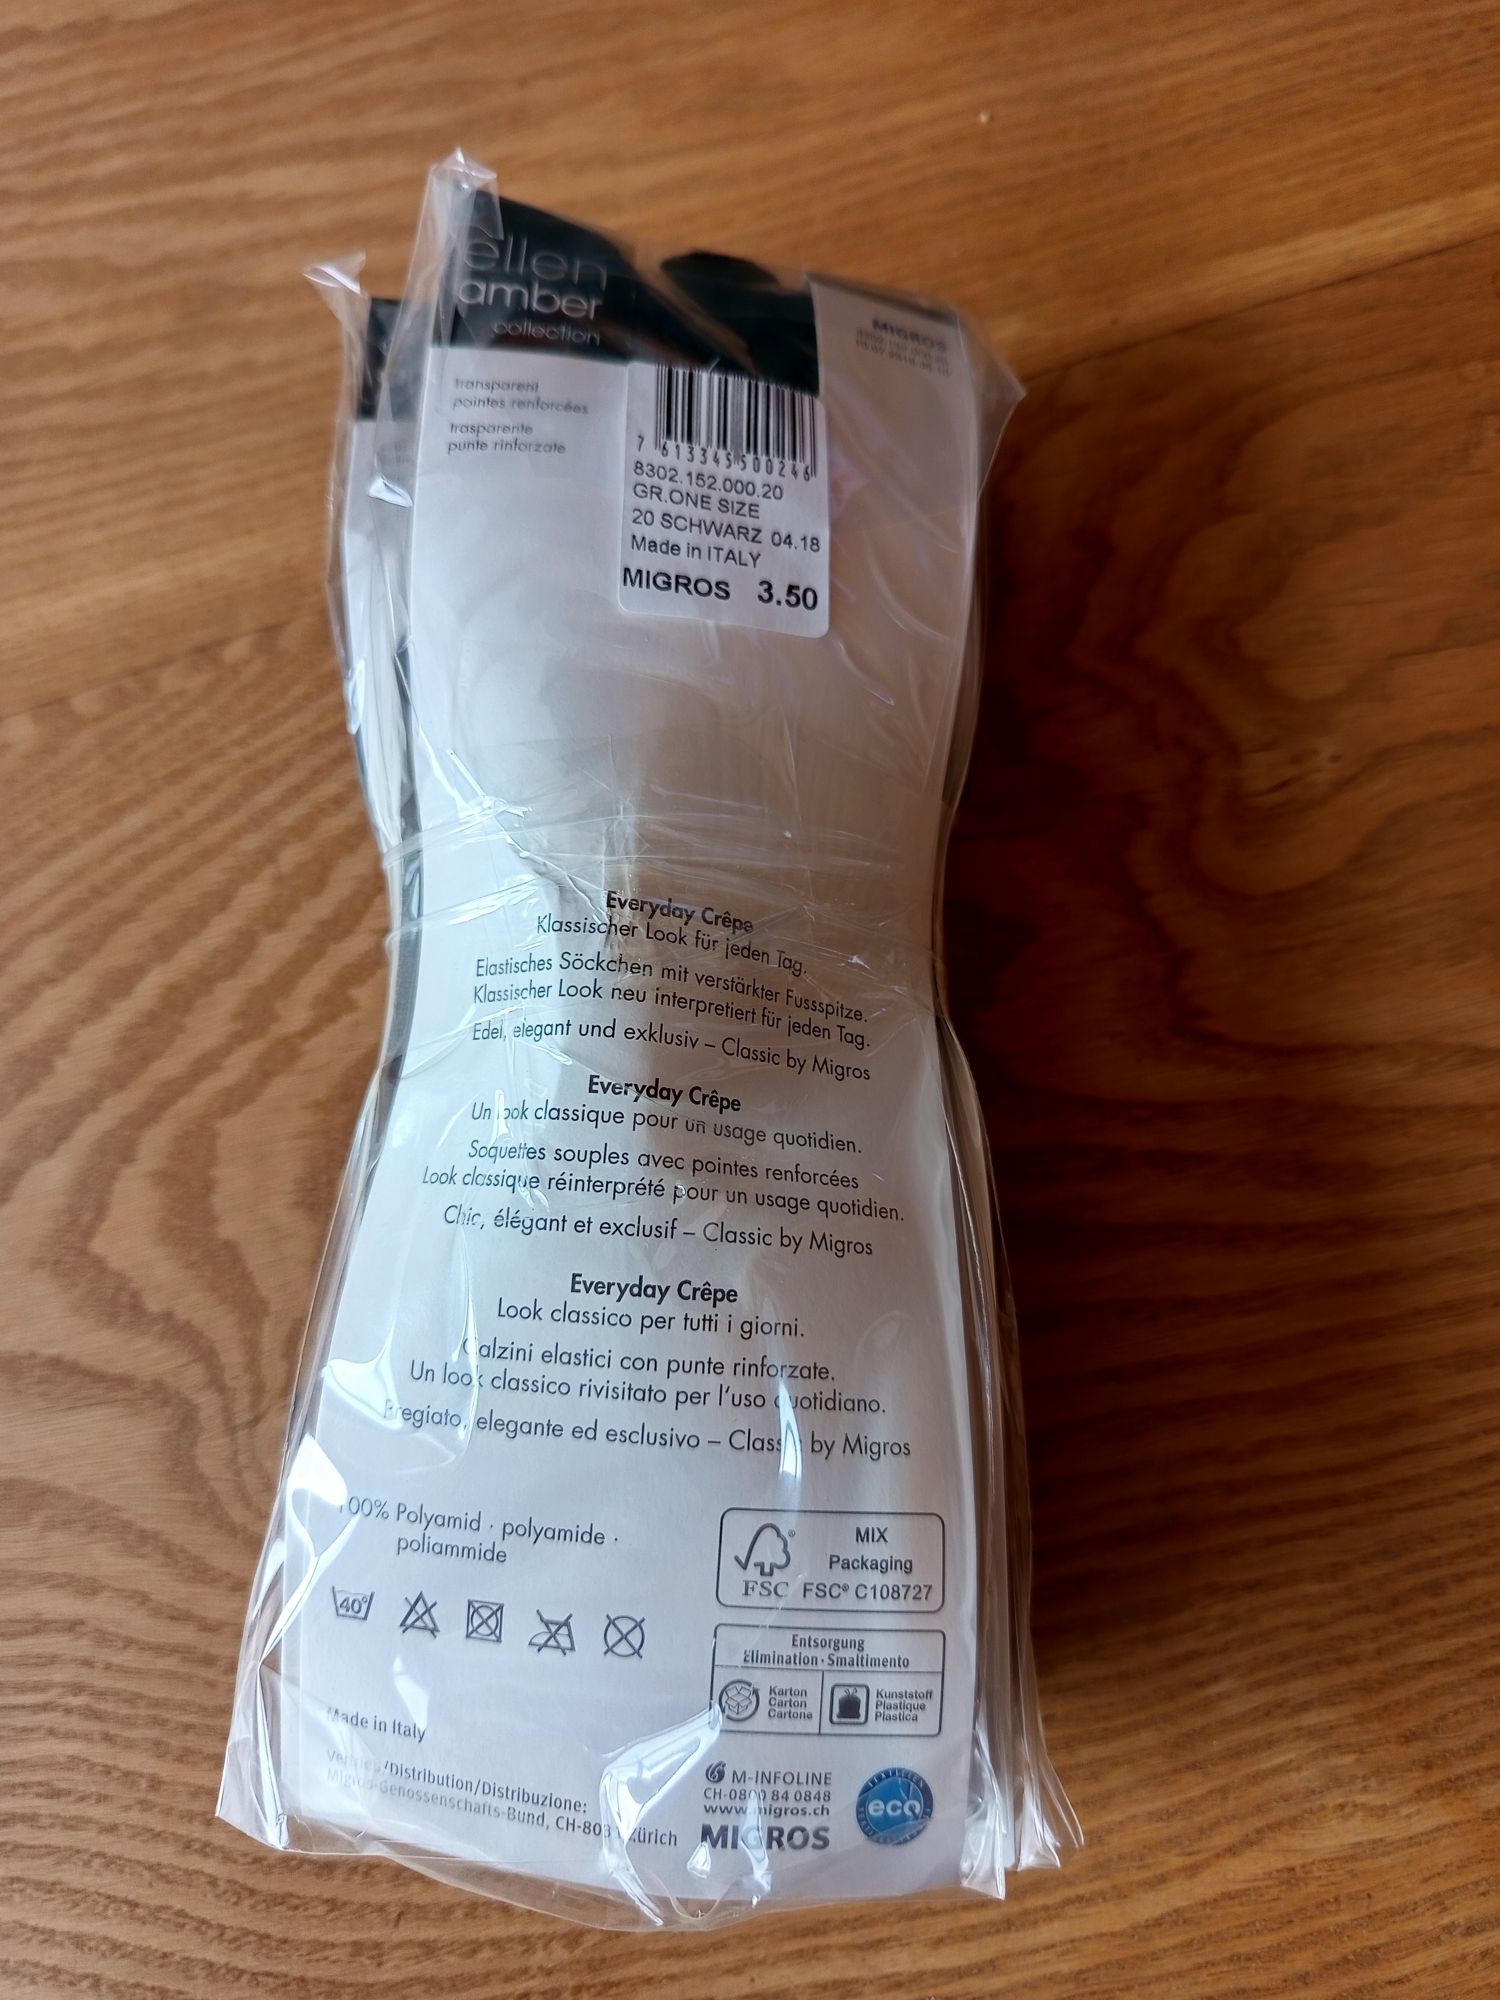 ellen
amber
collection
MIGROS
transparent
pointes renforcées
trasparente
punte rinforzate
7 613345 500246
8302.152.000.20
GR.ONE SIZE
20 SCHWARZ 04.18
Made in ITALY
MIGROS 3.50
Everyday Crêpe
Klassischer Look für jeden Tag.
Elastisches Söckchen mit verstärkter Fussspitze.
Klassischer Look neu interpretiert für jeden Tag.
Edel, elegant und exklusiv – Classic by Migros
Everyday Crêpe
Un look classique pour un usage quotidien.
Soquettes souples avec pointes renforcées
Look classique réinterprété pour un usage quotidien.
Chic, élégant et exclusif – Classic by Migros
Everyday Crêpe
Look classico per tutti i giorni.
Calzini elastici con punte rinforzate.
Un look classico rivisitato per l'uso quotidiano.
Pregiato, elegante ed esclusivo – Classic by Migros
100% Polyamid · polyamide ·
poliammide
40°
MIX
Packaging
FSC FSC® C108727
Entsorgung
Elimination · Smaltimento
Karton
Carton
Cartone
Kunststoff
Plastique
Plastica
Made in Italy
Vertrieb/Distribution/Distribuzione:
Migros-Genossenschafts-Bund, CH-8031 Zürich
M-INFOLINE
CH-0800 84 0848
www.migros.ch
MIGROS
eco